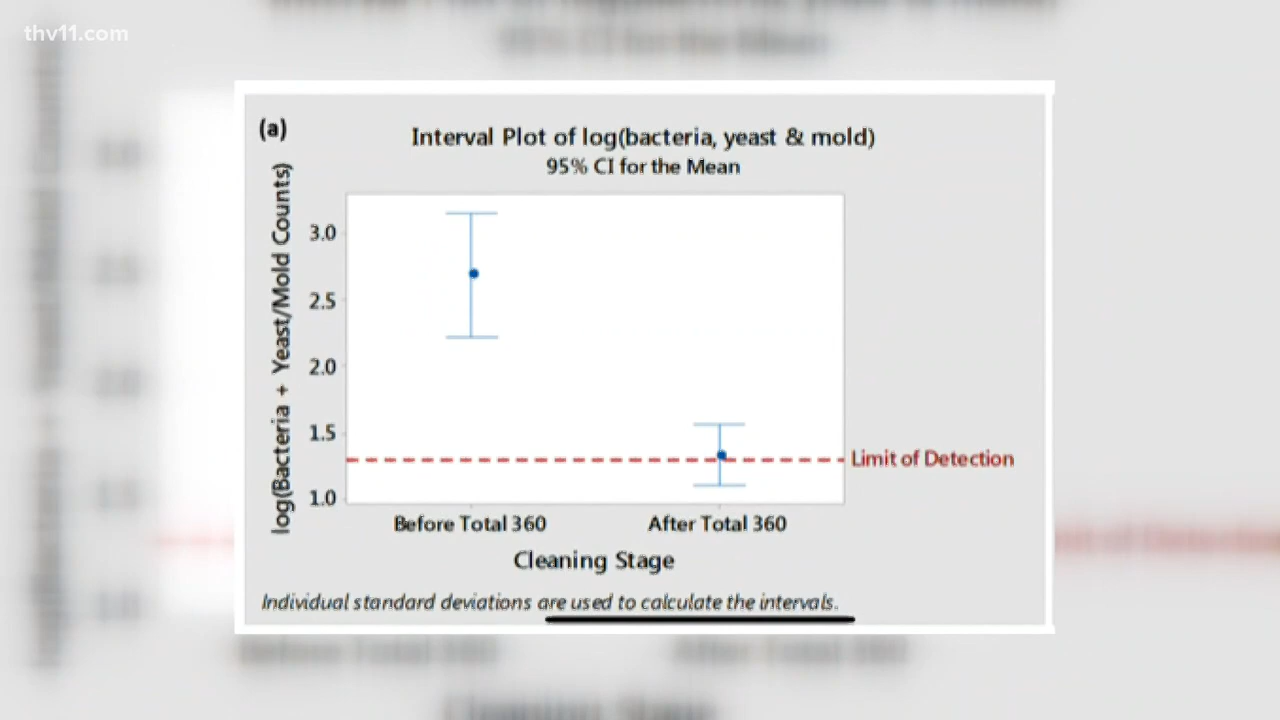 thv11.com
(a)
Interval Plot of log(bacteria, yeast & mold)
95% CI for the Mean
log(Bacteria + Yeast/Mold Counts)
3.0
2.5
2.0
1.5
1.0
Limit of Detection
Before Total 360
After Total 360
Cleaning Stage
Individual standard deviations are used to calculate the intervals.